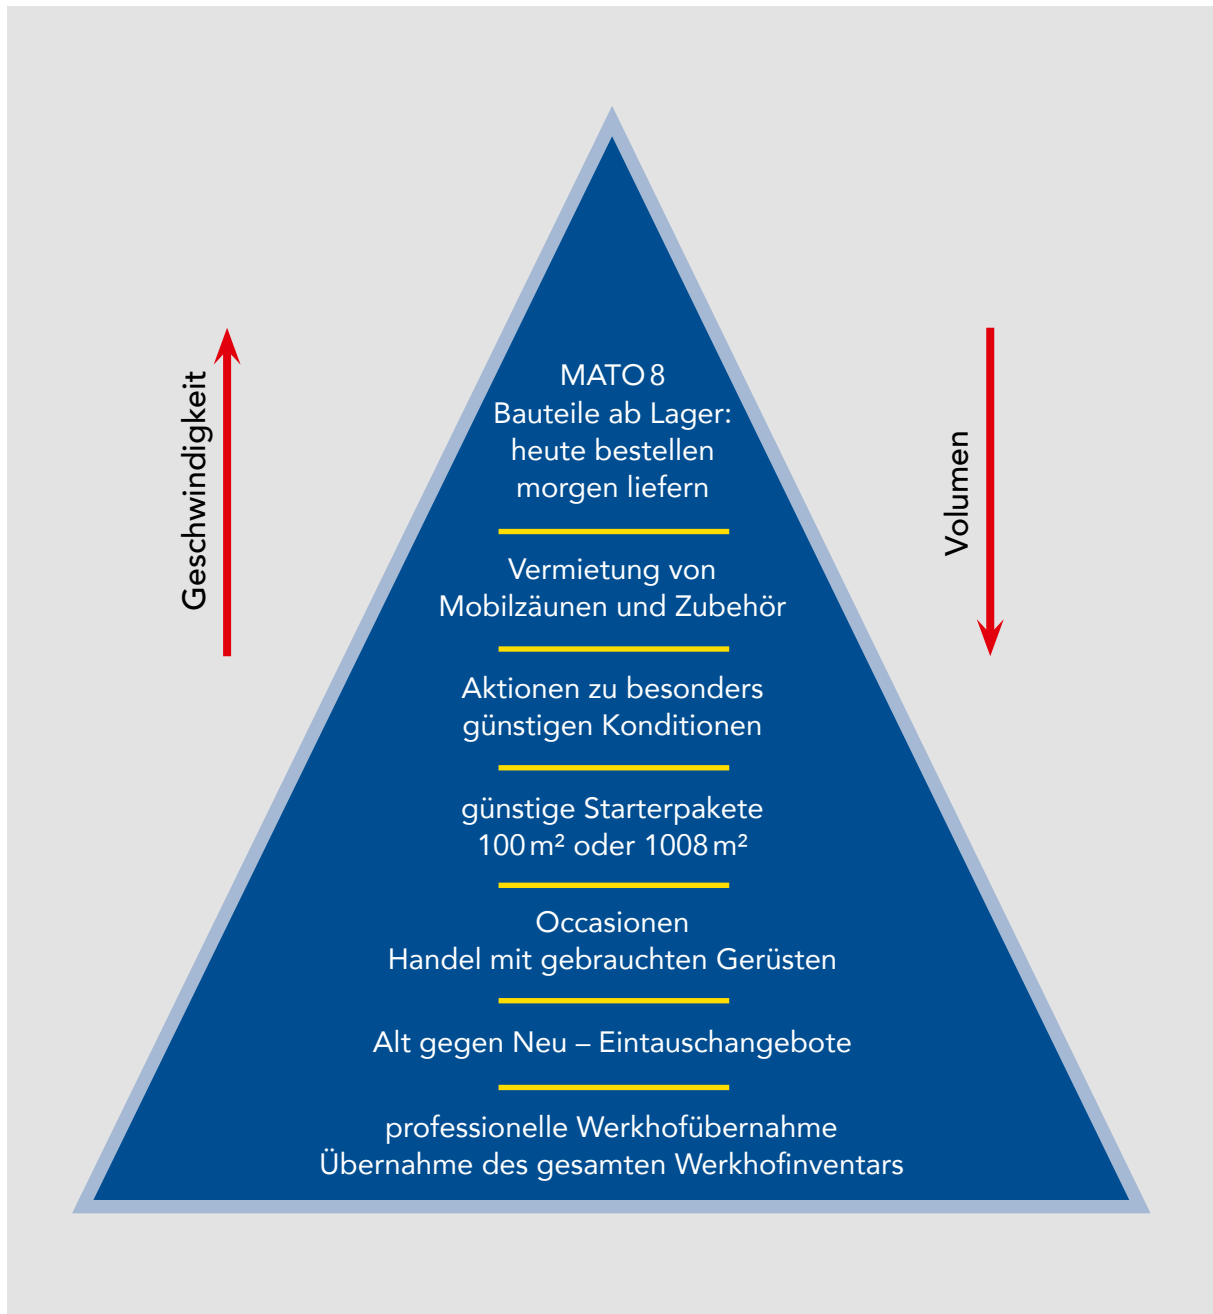 Geschwindigkeit
Volumen
MATO 8
Bauteile ab Lager:
heute bestellen
morgen liefern
Vermietung von
Mobilzäunen und Zubehör
Aktionen zu besonders
günstigen Konditionen
günstige Starterpakete
100 m² oder 1008 m²
Occasionen
Handel mit gebrauchten Gerüsten
Alt gegen Neu – Eintauschangebote
professionelle Werkhofübernahme
Übernahme des gesamten Werkhofinventars